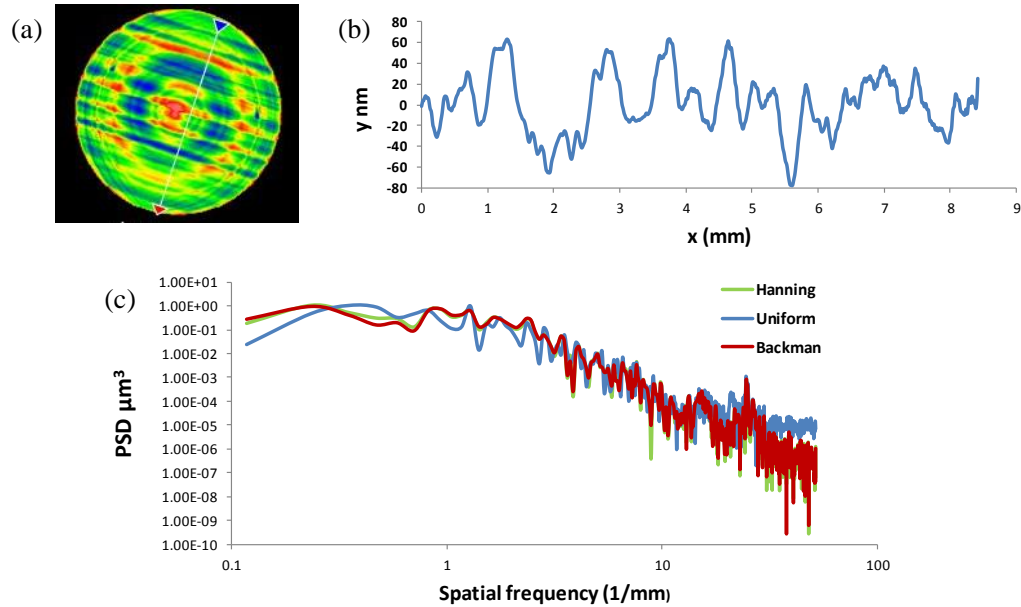 (a)
(b)
80
60
40
20
0
-20
-40
-60
-80
y nm
0 1 2 3 4 5 6 7 8 9
x (mm)
(c)
1.00E+01
1.00E+00
1.00E-01
1.00E-02
1.00E-03
1.00E-04
1.00E-05
1.00E-06
1.00E-07
1.00E-08
1.00E-09
1.00E-10
PSD µm³
Hanning
Uniform
Backman
0.1 1 10 100
Spatial frequency (1/mm)